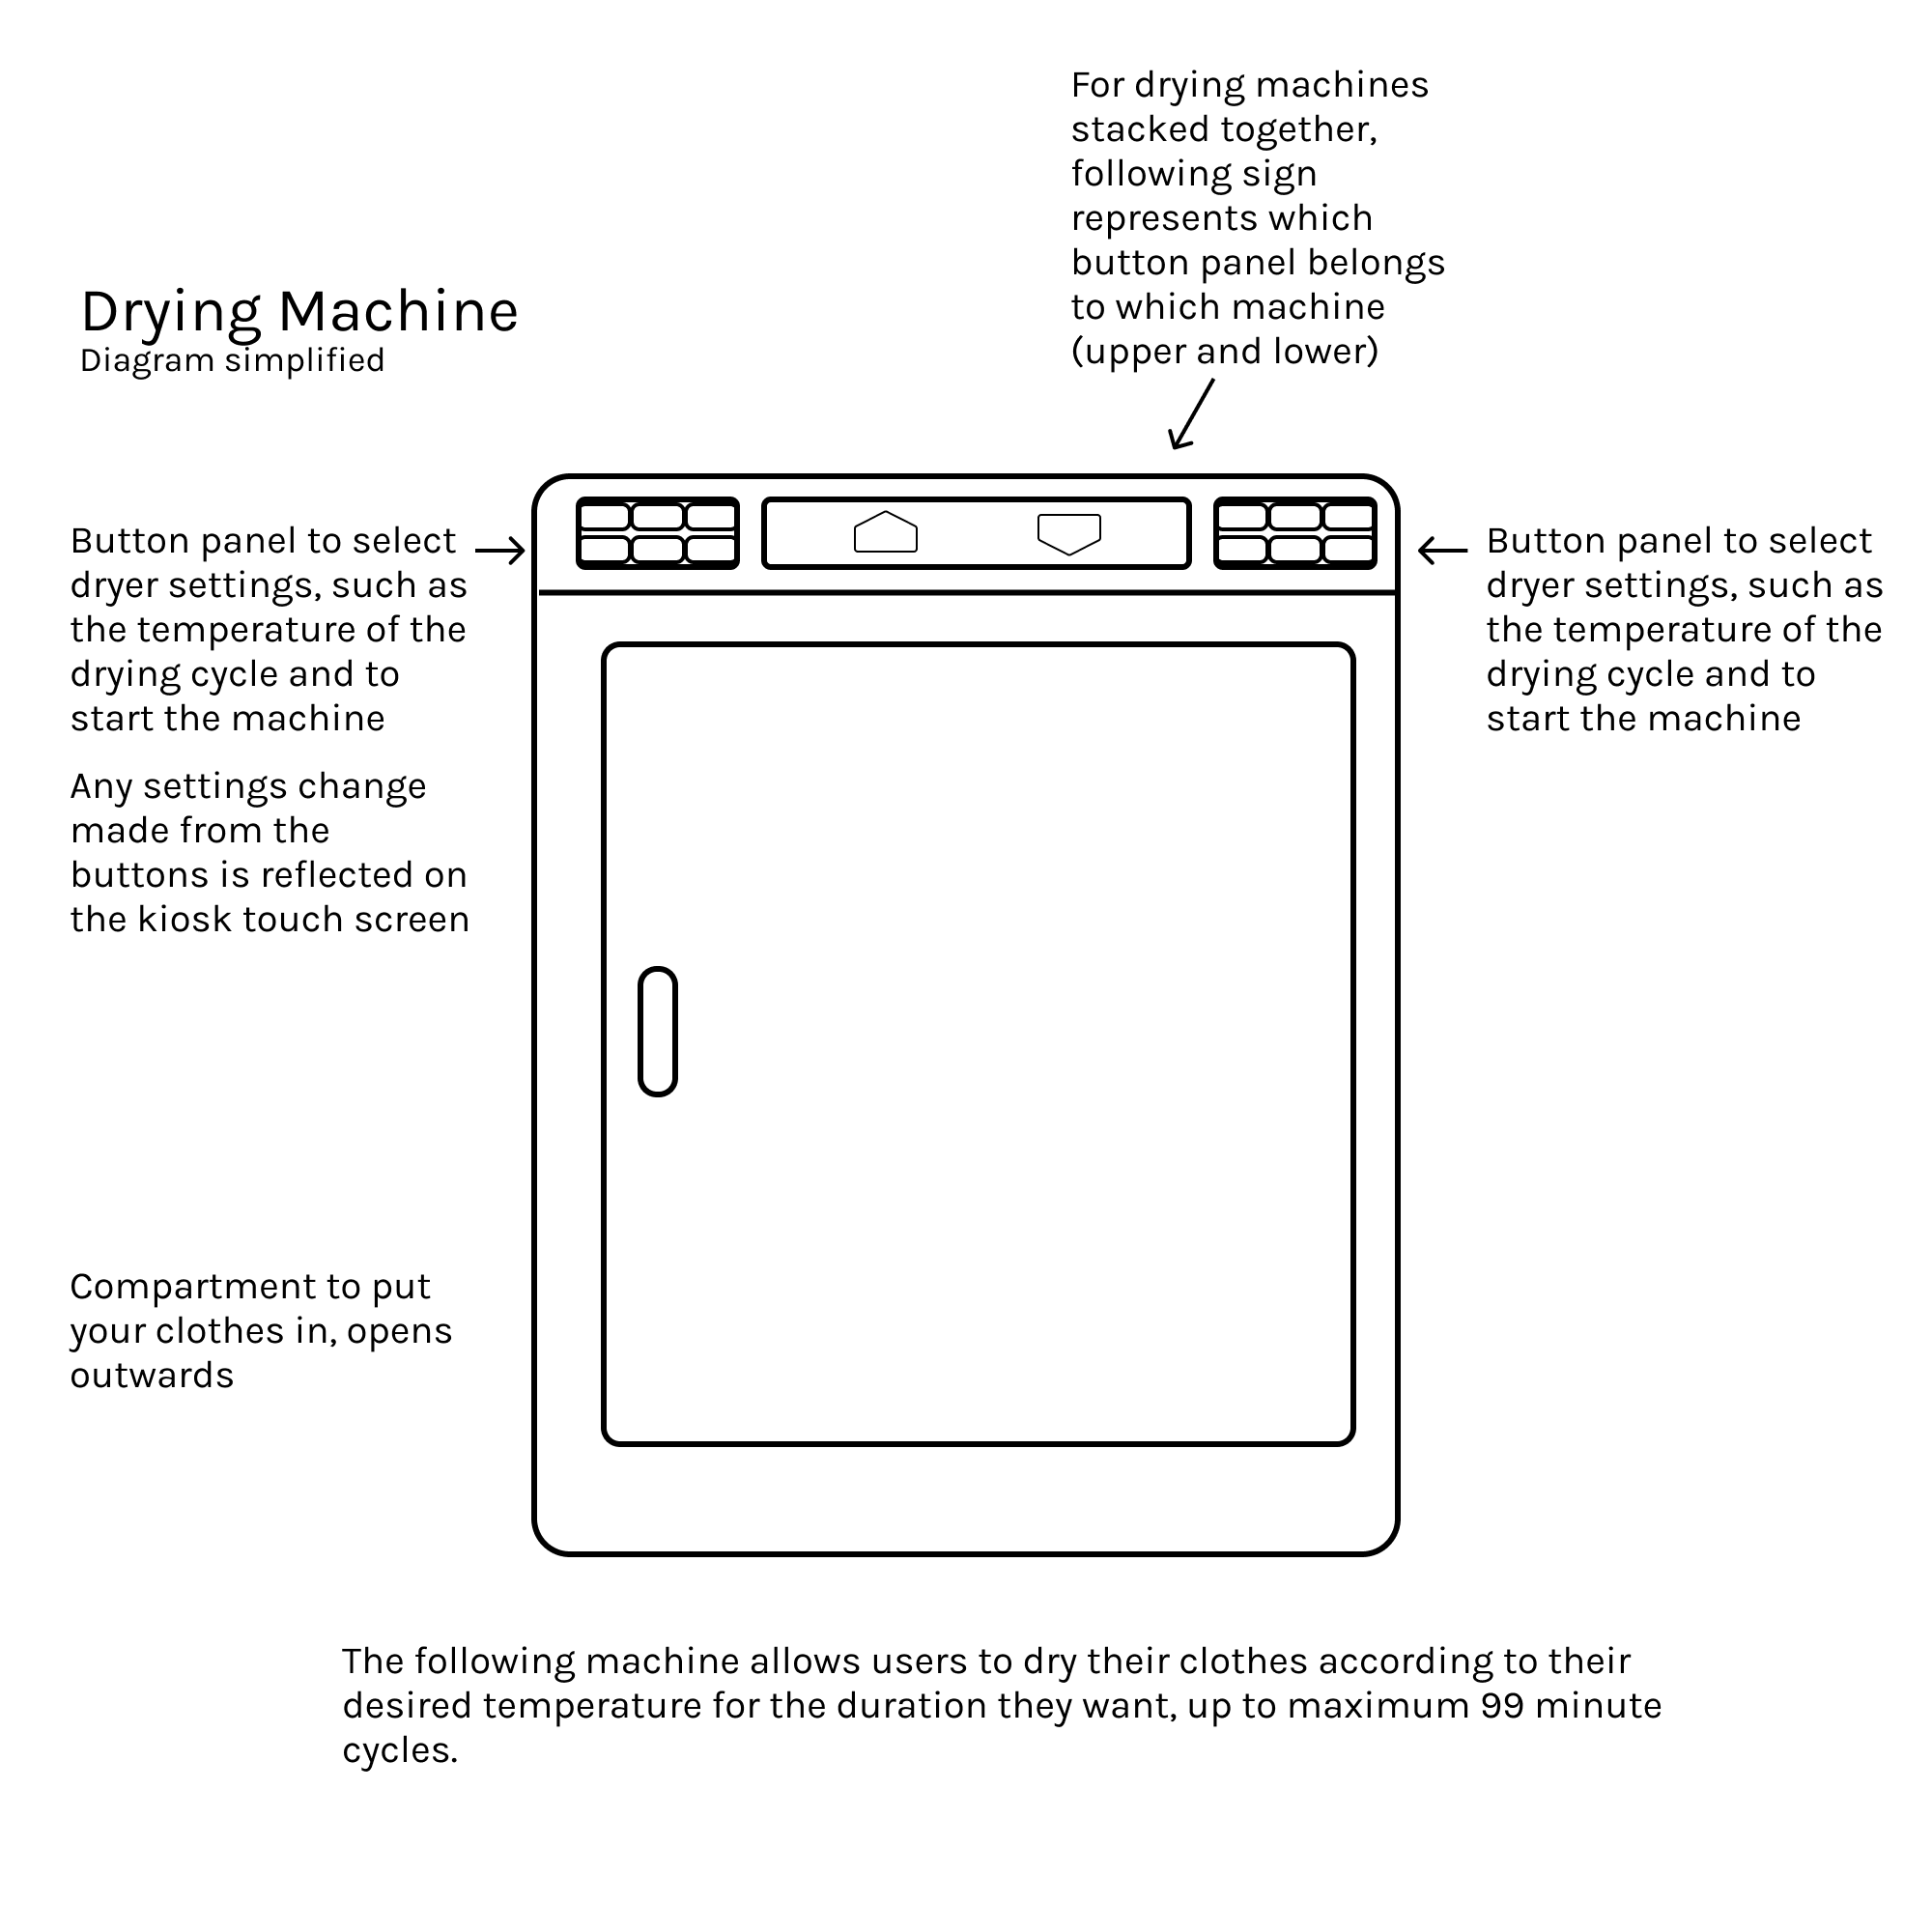 For drying machines
stacked together,
following sign
represents which
button panel belongs
to which machine
(upper and lower)
Drying Machine
Diagram simplified
Button panel to select
dryer settings, such as
the temperature of the
drying cycle and to
start the machine
Any settings change
made from the
buttons is reflected on
the kiosk touch screen
Button panel to select
dryer settings, such as
the temperature of the
drying cycle and to
start the machine
Compartment to put
your clothes in, opens
outwards
The following machine allows users to dry their clothes according to their
desired temperature for the duration they want, up to maximum 99 minute
cycles.